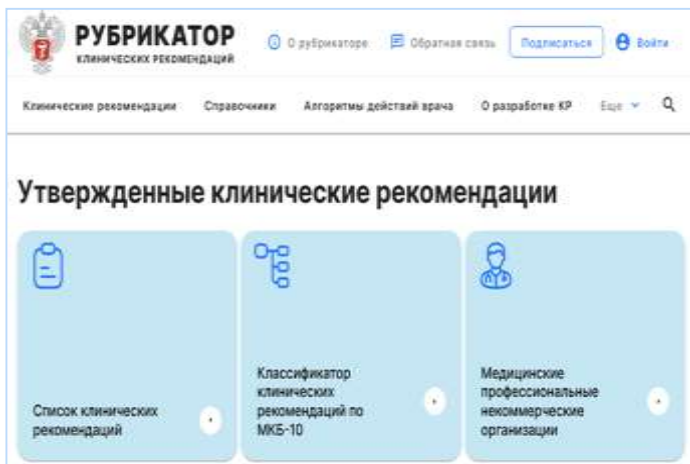 РУБРИКАТОР
КЛИНИЧЕСКИХ РЕКОМЕНДАЦИЙ
О рубрикаторе Обратная связь Подписаться Войти
Клинические рекомендации Справочники Алгоритмы действий врача О разработке КР Еще
Утвержденные клинические рекомендации
Список клинических
рекомендаций
Классификатор
клинических
рекомендаций по
МКБ-10
Медицинские
профессиональные
некоммерческие
организации